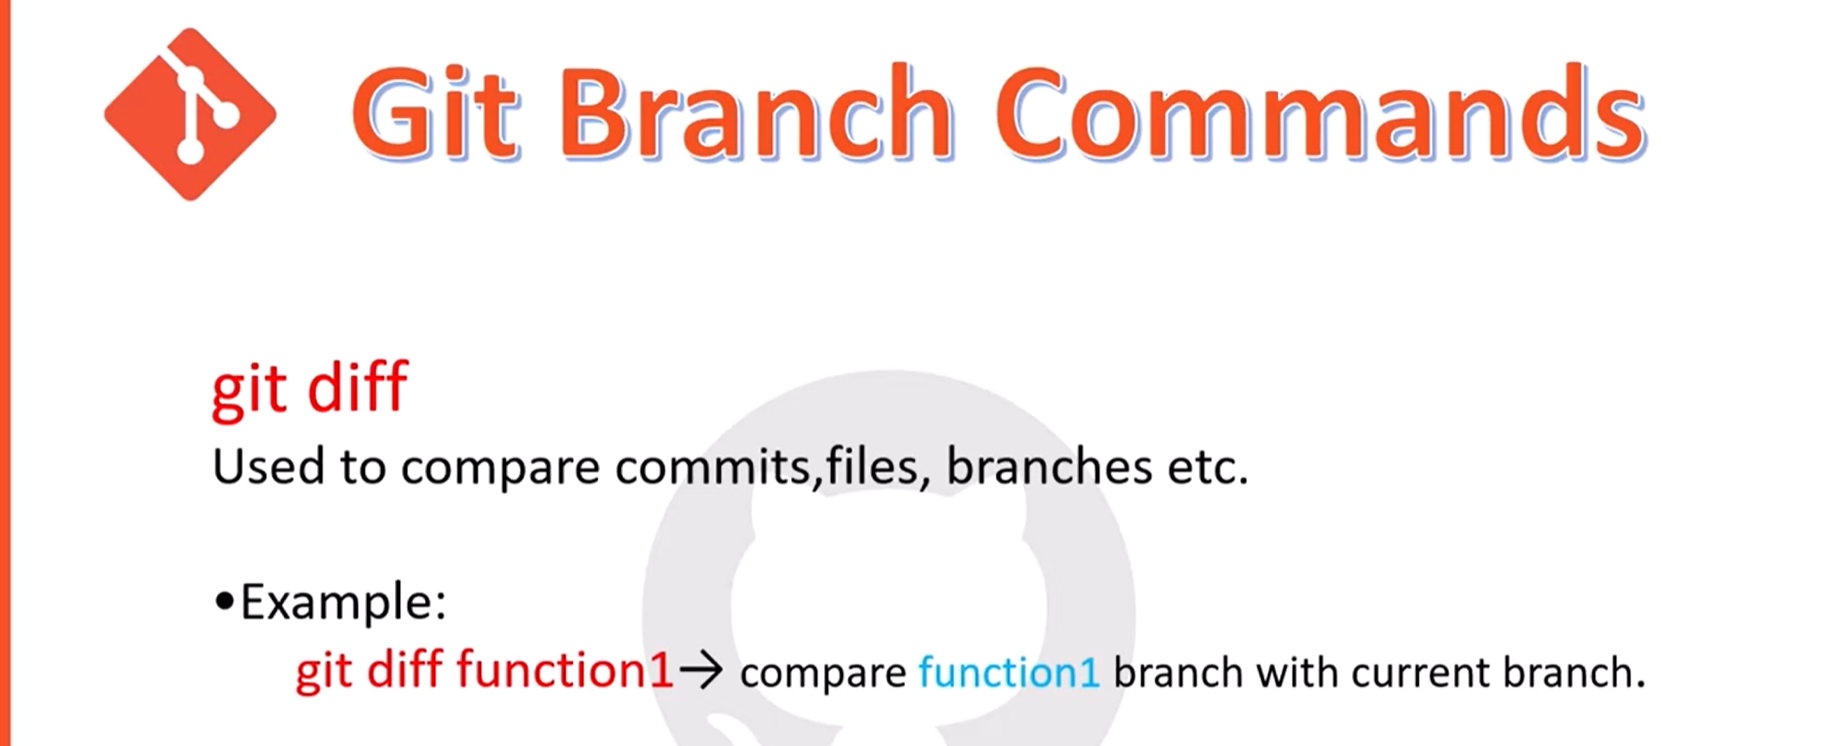 Git Branch Commands
git diff
Used to compare commits,files, branches etc.
•Example:
git diff function1→ compare function1 branch with current branch.